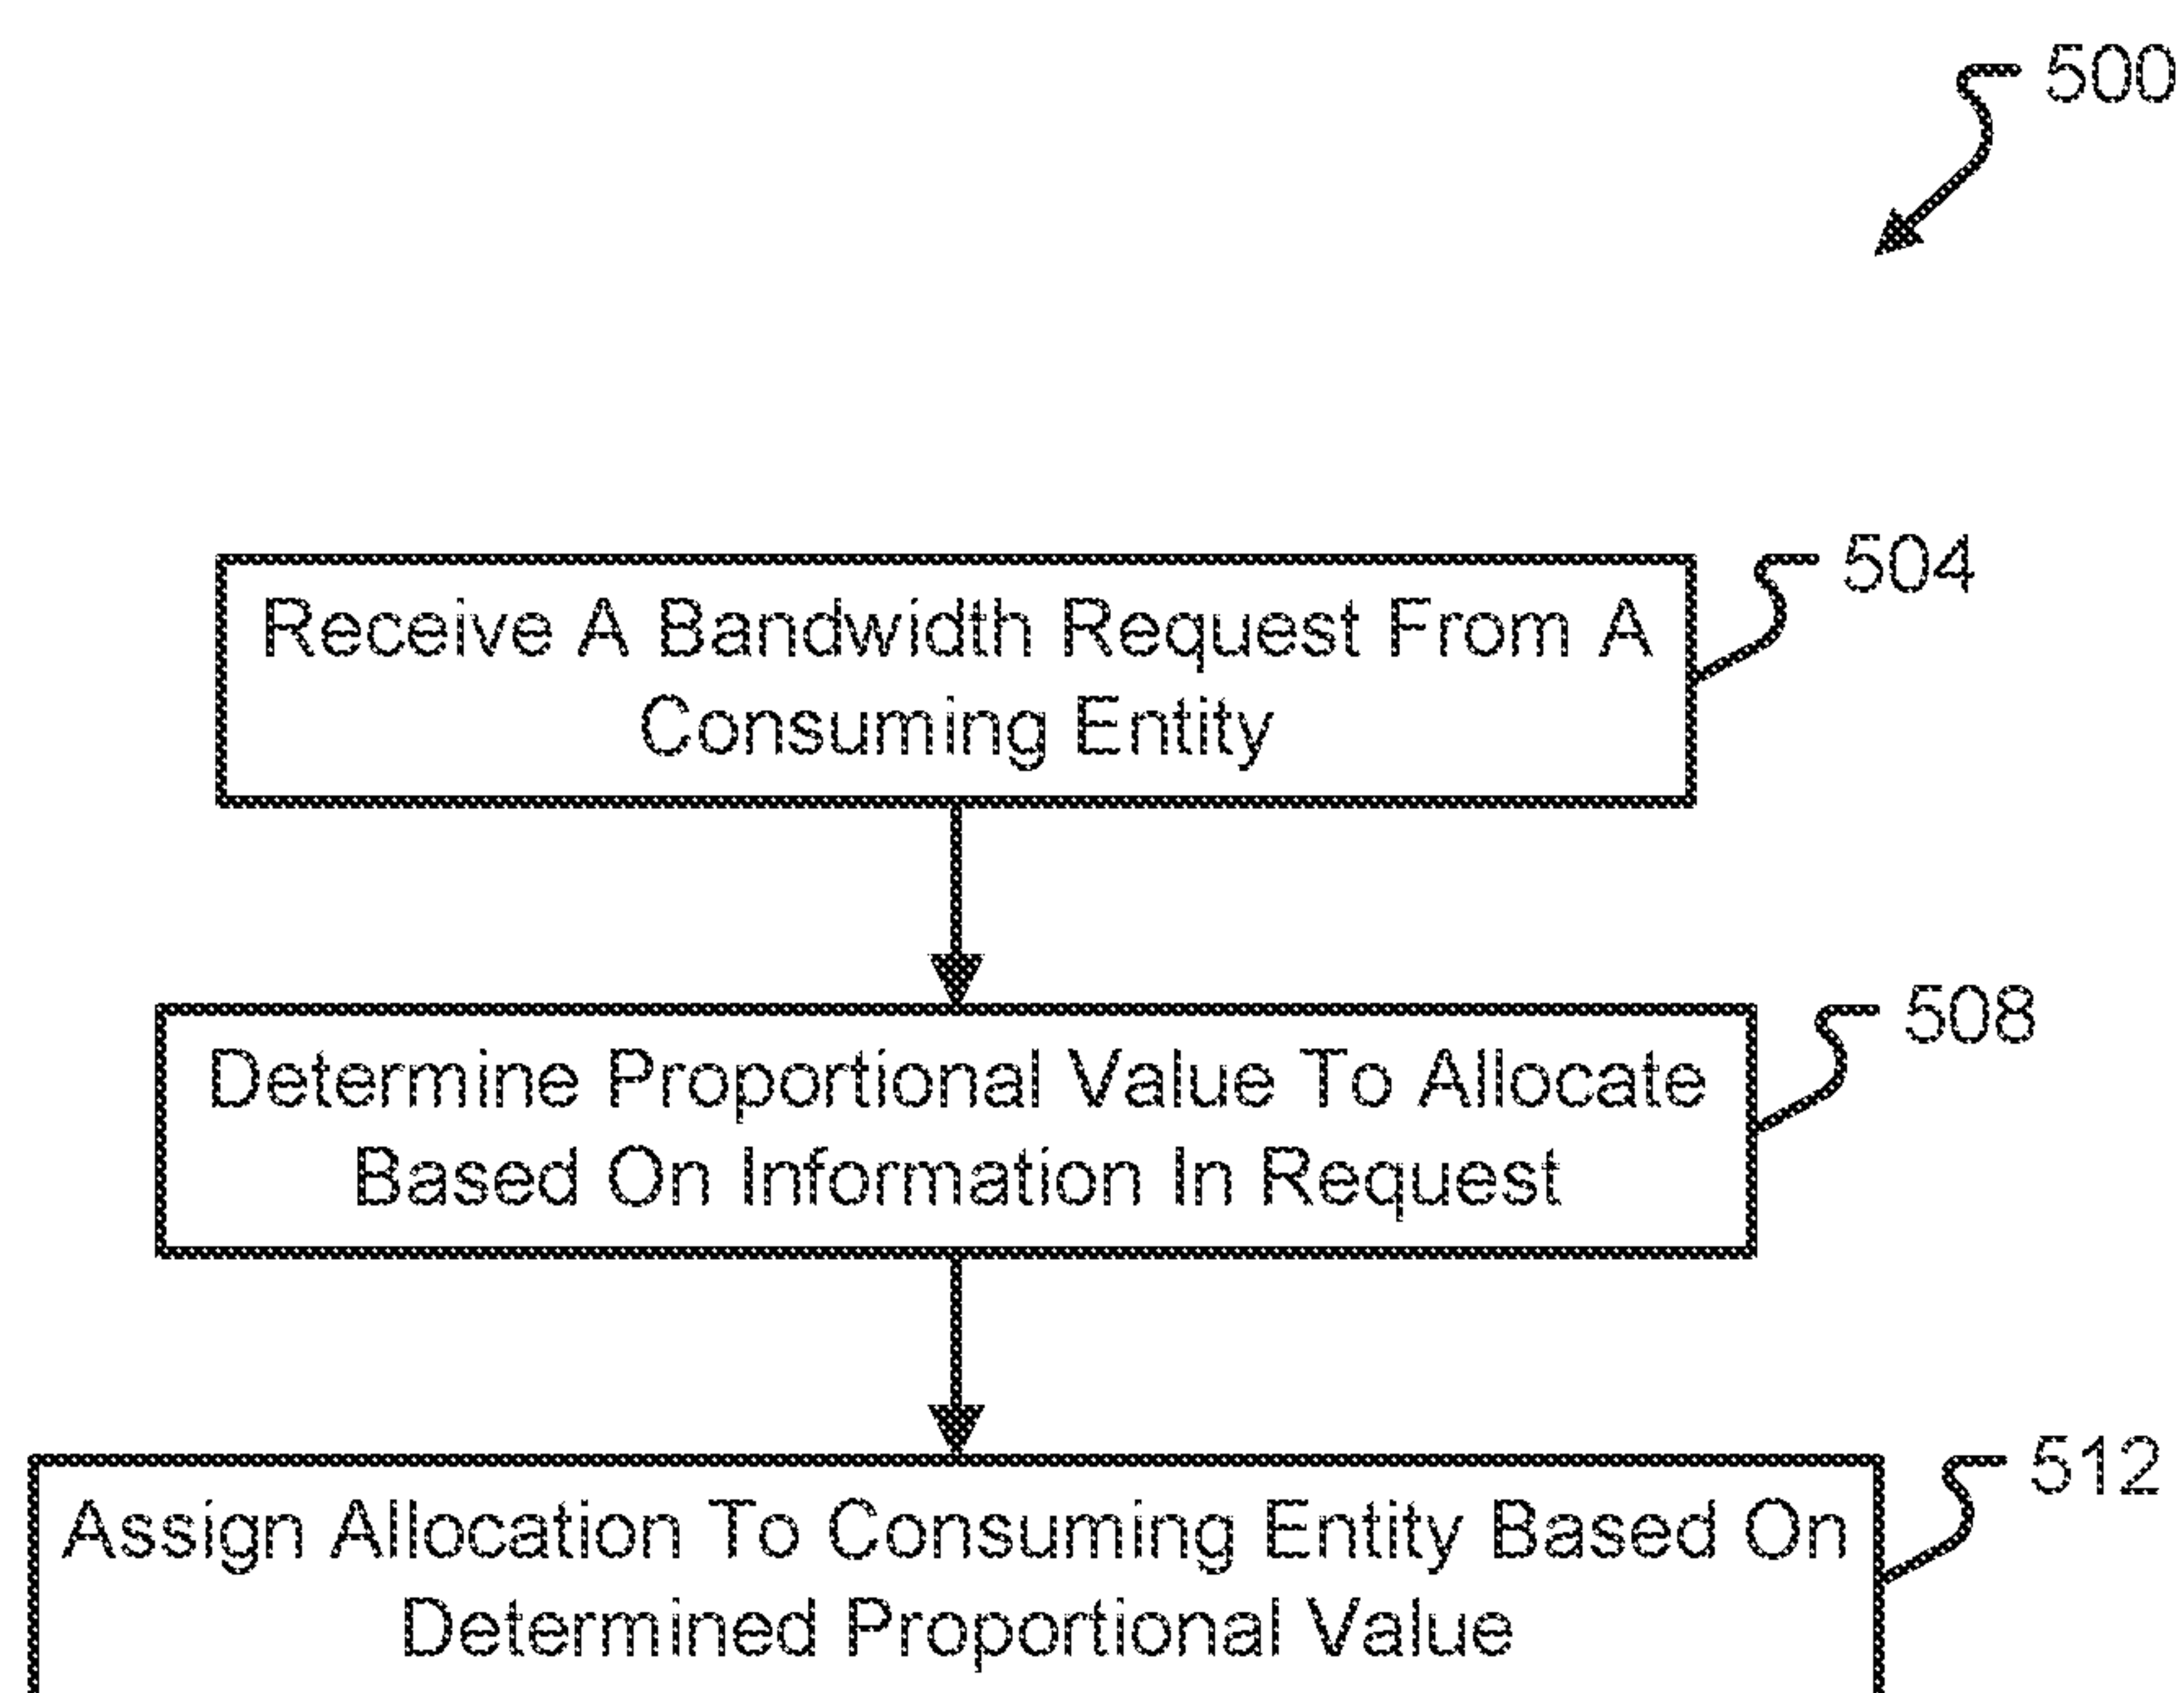 500
504
Receive A Bandwidth Request From A
Consuming Entity
508
Determine Proportional Value To Allocate
Based On Information In Request
512
Assign Allocation To Consuming Entity Based On
Determined Proportional Value